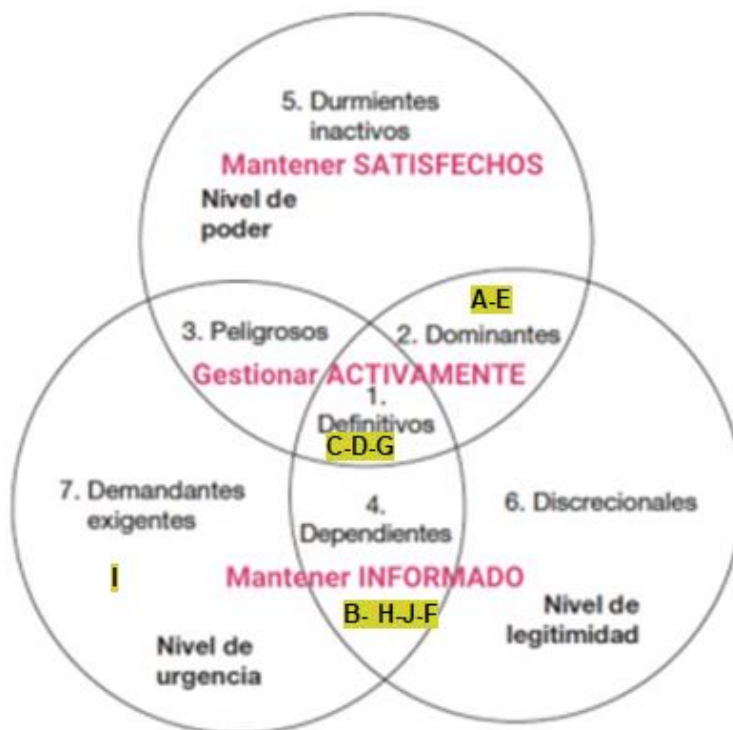 5. Durmientes
inactivos
Mantener SATISFECHOS
Nivel de
poder
A-E
3. Peligrosos
2. Dominantes
Gestionar ACTIVAMENTE
1.
Definitivos
C-D-G
7. Demandantes
exigentes
4.
Dependientes
6. Discrecionales
I
Mantener INFORMADO
B- H-J-F
Nivel de
legitimidad
Nivel de
urgencia